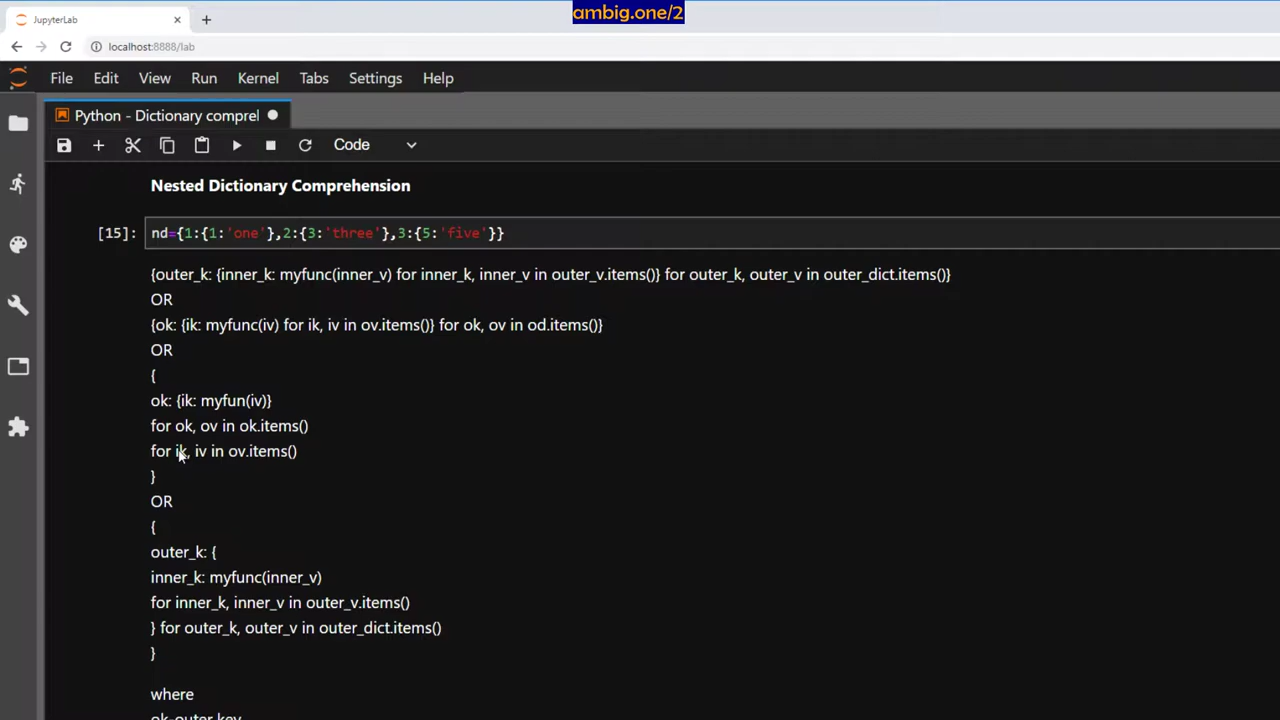 ambig.one/2
JupyterLab
localhost:8888/lab
File Edit View Run Kernel Tabs Settings Help
Python - Dictionary comprel
Code
Nested Dictionary Comprehension
[15]: nd={1:{1:'one'},2:{3:'three'},3:{5:'five'}}
{outer_k: {inner_k: myfunc(inner_v) for inner_k, inner_v in outer_v.items()} for outer_k, outer_v in outer_dict.items()}
OR
{ok: {ik: myfunc(iv) for ik, iv in ov.items()} for ok, ov in od.items()}
OR
{
ok: {ik: myfun(iv)}
for ok, ov in ok.items()
for ik, iv in ov.items()
}
OR
{
outer_k: {
inner_k: myfunc(inner_v)
for inner_k, inner_v in outer_v.items()
} for outer_k, outer_v in outer_dict.items()
}
where
ok-outer key